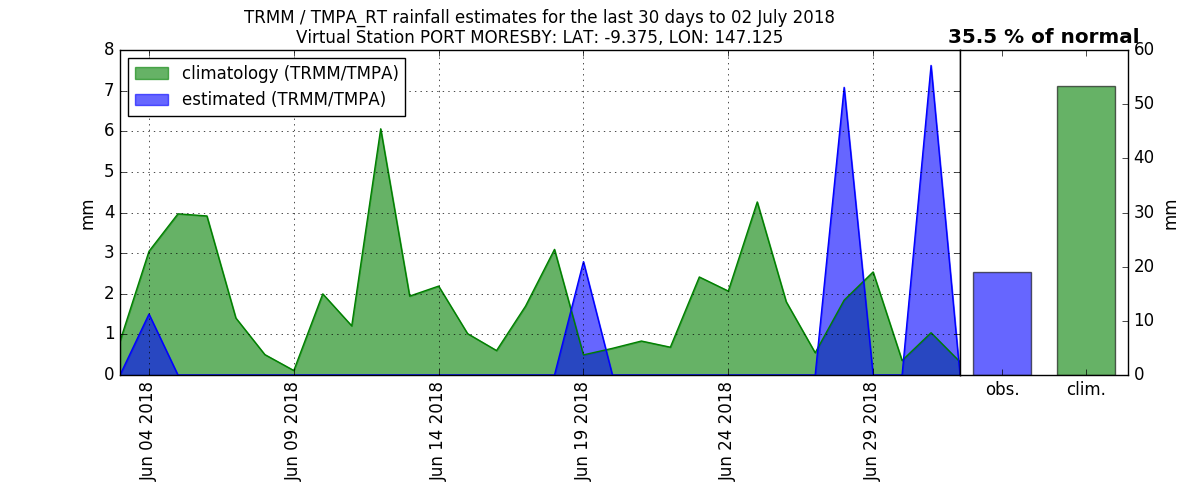 TRMM / TMPA_RT rainfall estimates for the last 30 days to 02 July 2018
Virtual Station PORT MORESBY: LAT: -9.375, LON: 147.125
35.5 % of normal
climatology (TRMM/TMPA)
estimated (TRMM/TMPA)
mm
8
7
6
5
4
3
2
1
0
Jun 04 2018
Jun 09 2018
Jun 14 2018
Jun 19 2018
Jun 24 2018
Jun 29 2018
60
50
40
30
20
10
0
mm
obs.
clim.